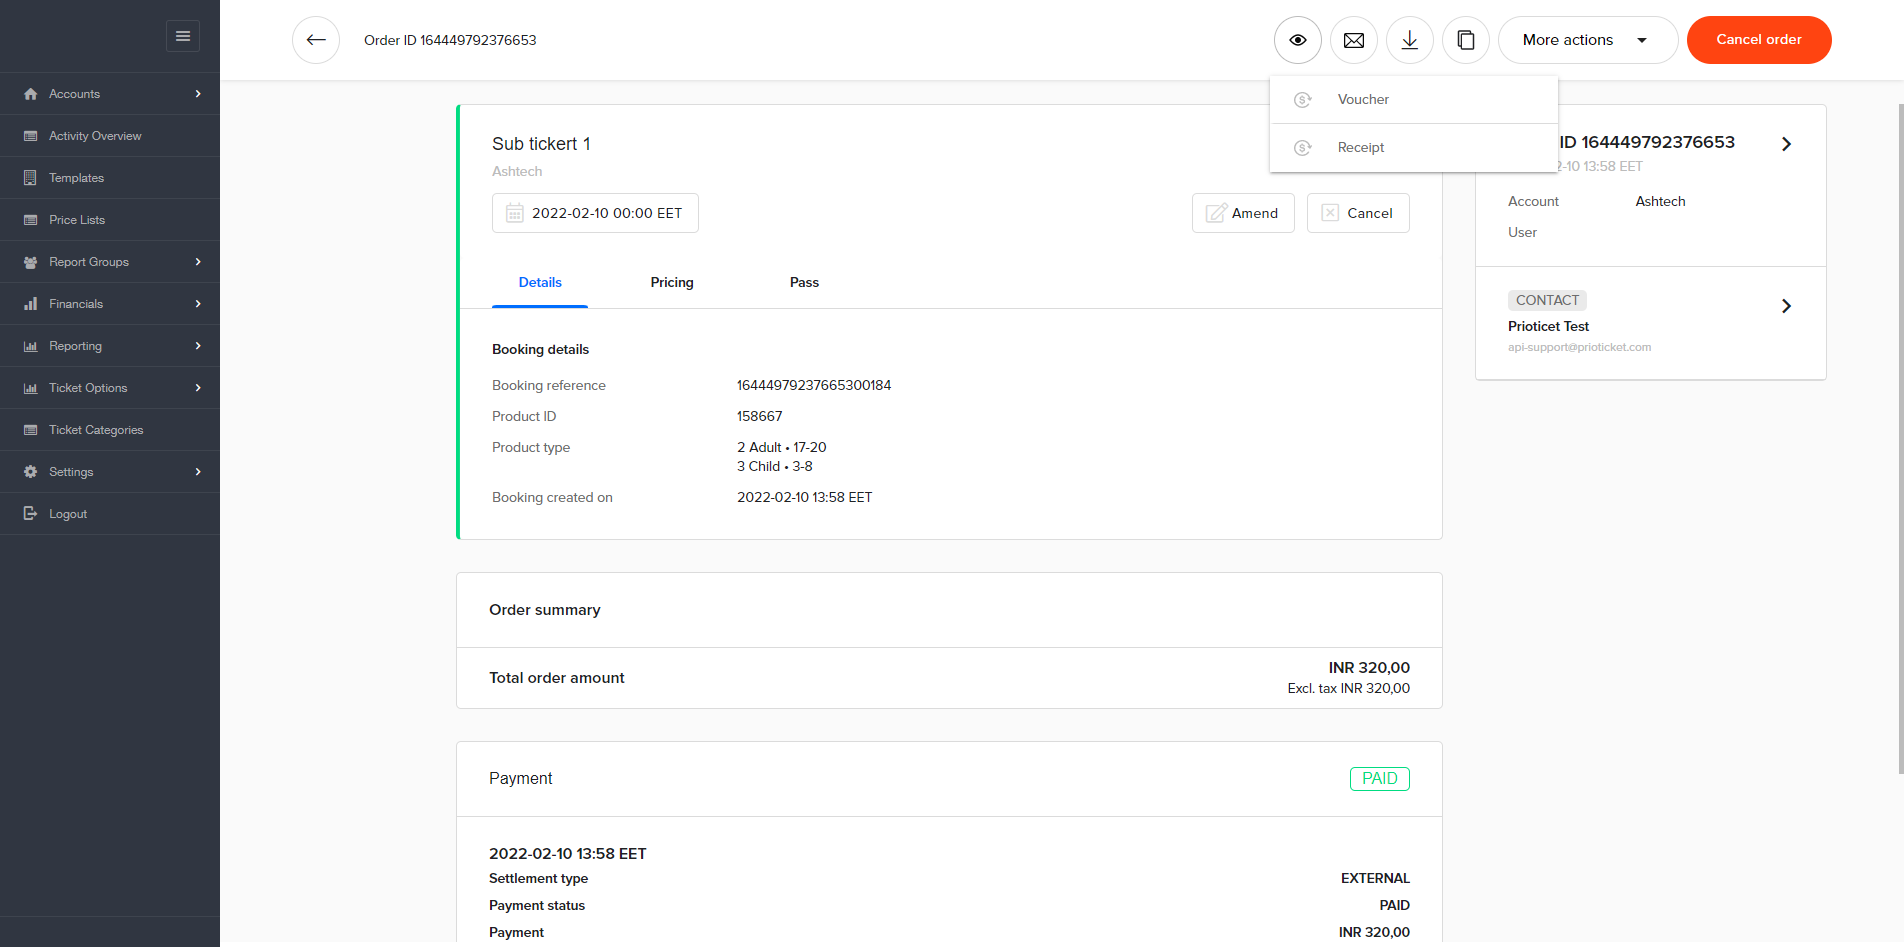 Order ID 164449792376653
More actions
Cancel order
Voucher
Receipt
Accounts
Activity Overview
Templates
Price Lists
Report Groups
Financials
Reporting
Ticket Options
Ticket Categories
Settings
Logout
Sub tickert 1
Ashtech
2022-02-10 00:00 EET
Amend
Cancel
Details
Pricing
Pass
Booking details
Booking reference
16444979237665300184
Product ID
158667
Product type
2 Adult • 17-20
3 Child • 3-8
Booking created on
2022-02-10 13:58 EET
Order summary
Total order amount
INR 320,00
Excl. tax INR 320,00
Payment
PAID
2022-02-10 13:58 EET
Settlement type
EXTERNAL
Payment status
PAID
Payment
INR 320,00
ID 164449792376653
2-10 13:58 EET
Account
Ashtech
User
CONTACT
Prioticet Test
api-support@prioticket.com